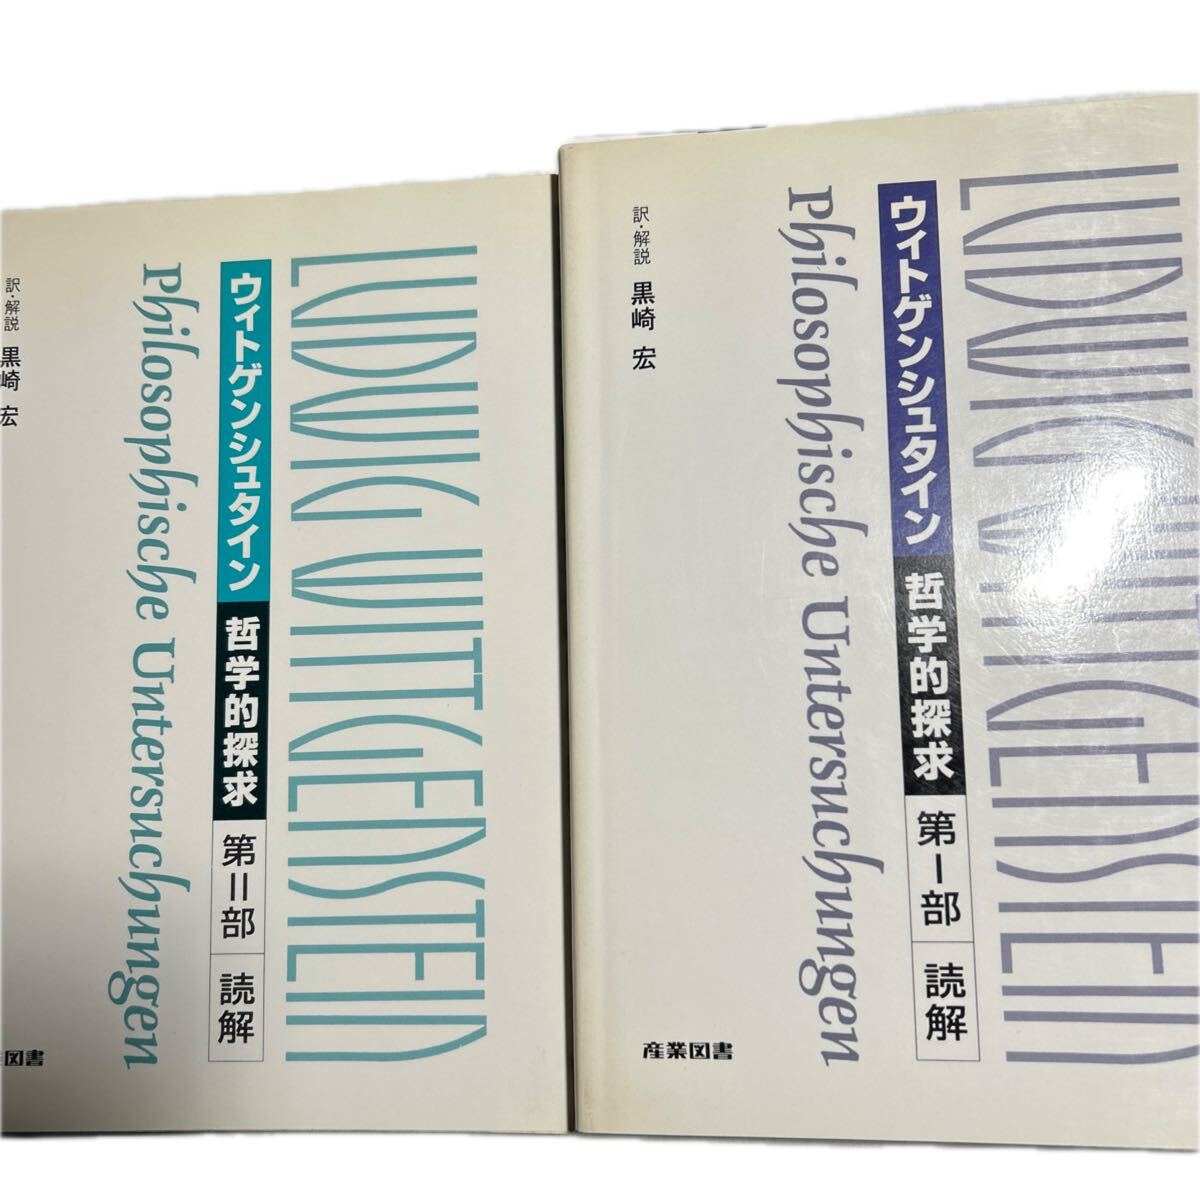 LUDWIG WITTGENSTEIN
ウィトゲンシュタイン 哲学的探求 第I部 読解
Philosophische Untersuchungen
訳・解説 黒崎 宏
産業図書
LUDWIG WITTGENSTEIN
ウィトゲンシュタイン 哲学的探求 第II部 読解
Philosophische Untersuchungen
訳・解説 黒崎 宏
図書